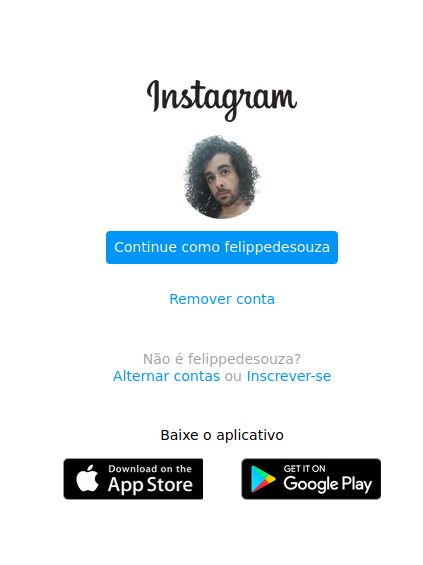 Instagram
Continue como felippedesouza
Remover conta
Não é felippedesouza?
Alternar contas ou Inscrever-se
Baixe o aplicativo
Download on the
App Store
GET IT ON
Google Play